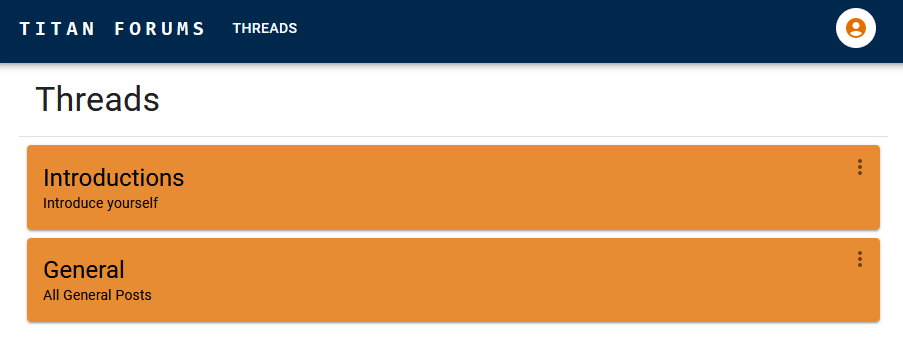 TITAN FORUMS THREADS
Threads
Introductions
Introduce yourself
General
All General Posts